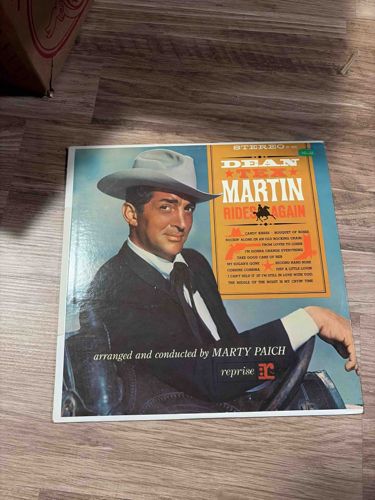 STEREO
DEAN
"TEX"
MARTIN
RIDES AGAIN
CANDY KISSES · BOUQUET OF ROSES
ROCKIN' ALONE IN AN OLD ROCKING CHAIR
FROM LOVER TO LOSER
I'M GONNA CHANGE EVERYTHING
TAKE GOOD CARE OF HER
MY SUGAR'S GONE SECOND HAND ROSE
CORRINE CORRINA JUST A LITTLE LOVIN'
I CAN'T HELP IT (IF I'M STILL IN LOVE WITH YOU)
THE MIDDLE OF THE NIGHT IS MY CRYIN' TIME
arranged and conducted by MARTY PAICH
reprise r: